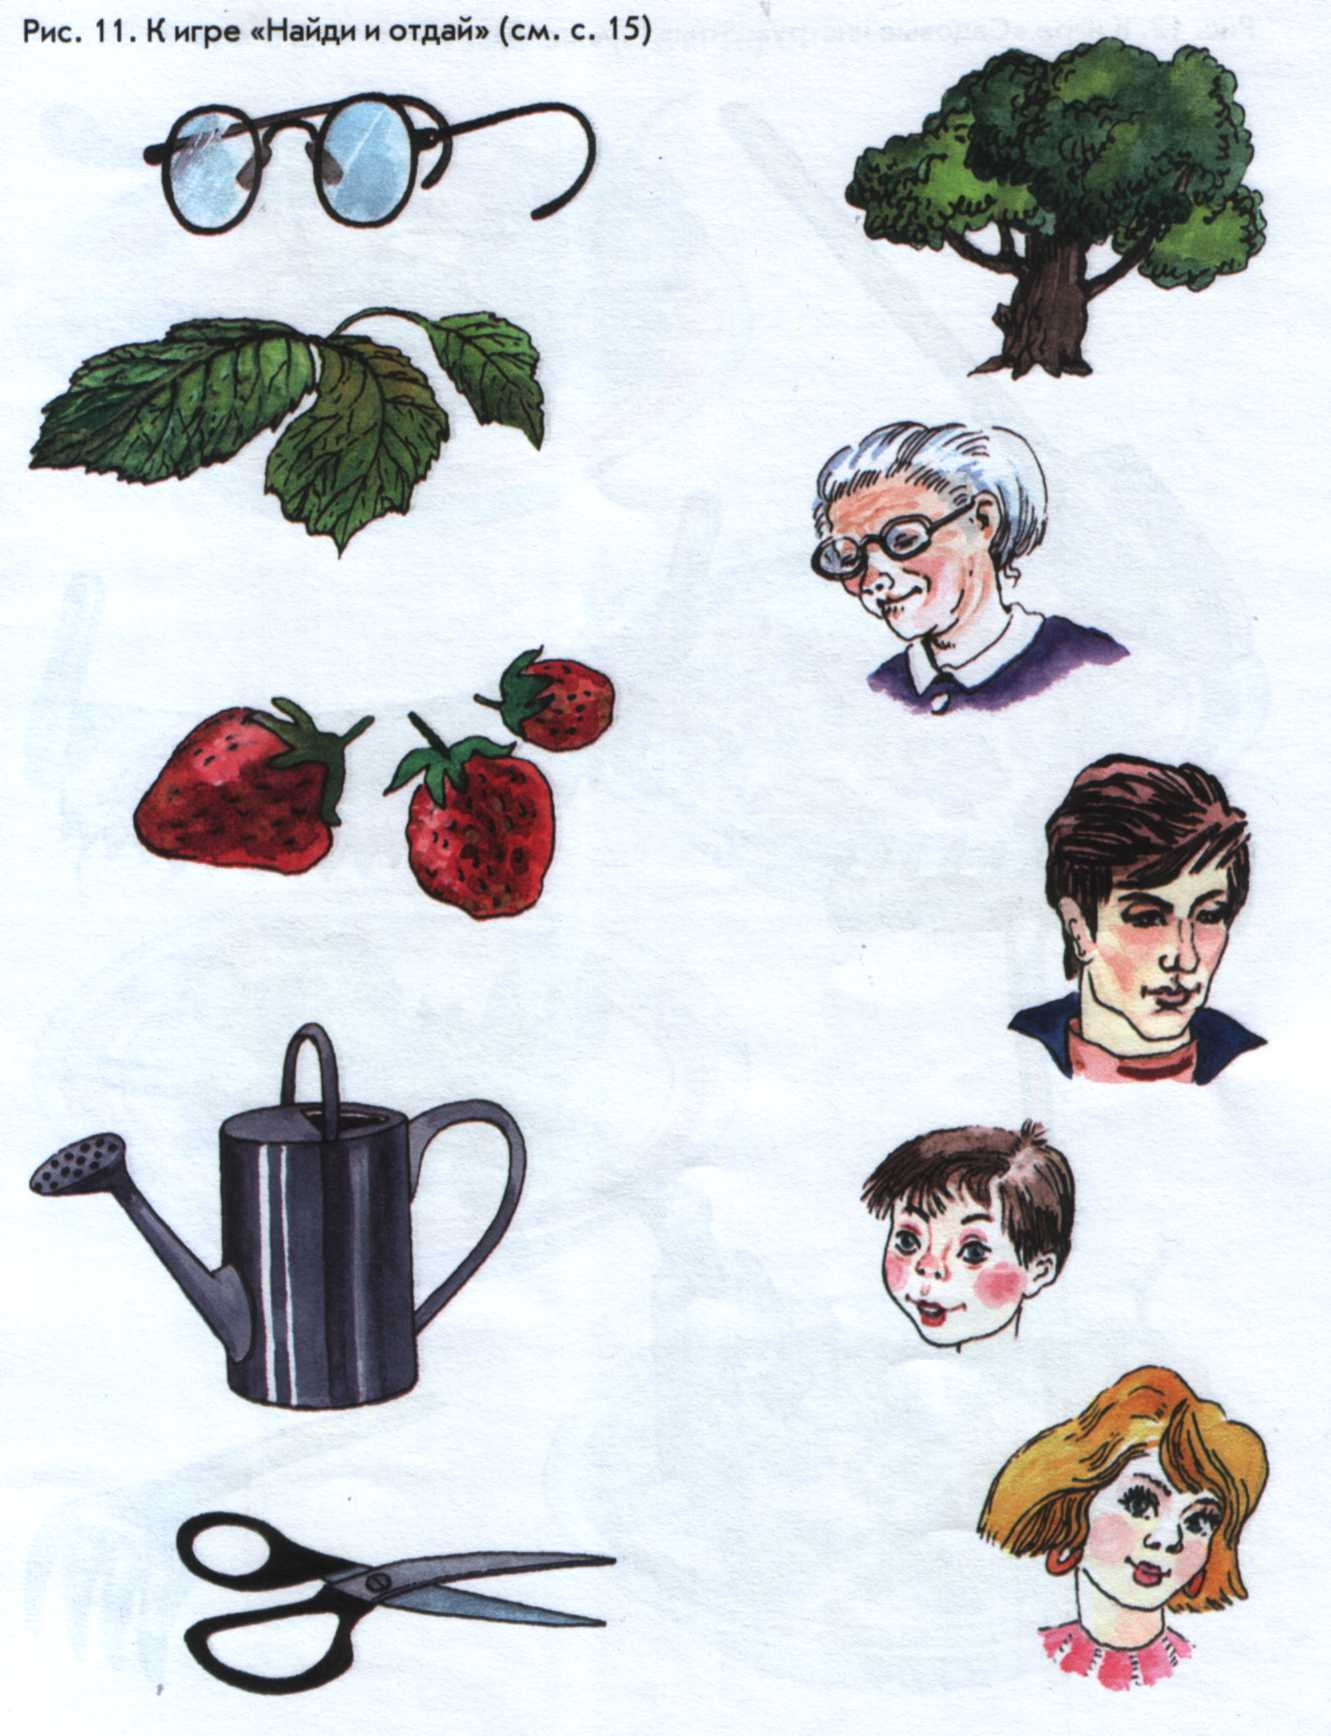 Рис. 11. К игре «Найди и отдай» (см. с. 15)